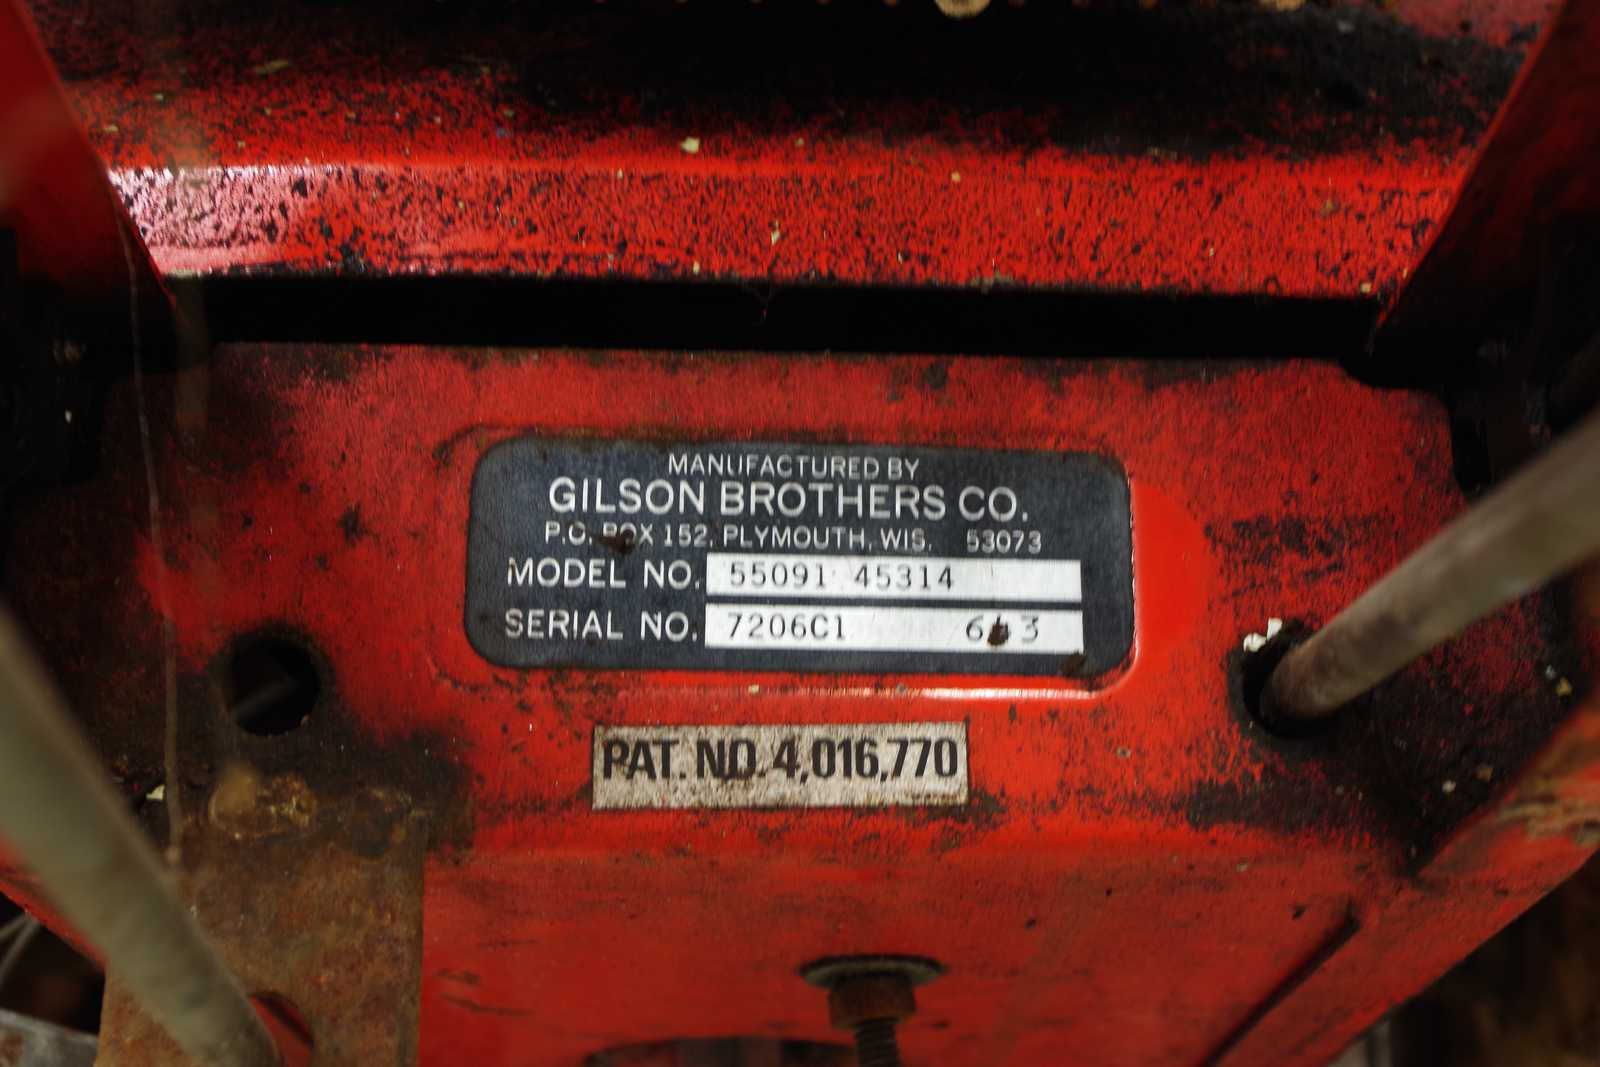 MANUFACTURED BY
GILSON BROTHERS CO.
P.O. BOX 152, PLYMOUTH, WIS. 53073
MODEL NO. 55091 45314
SERIAL NO. 7206C1
PAT. NO. 4,016,770